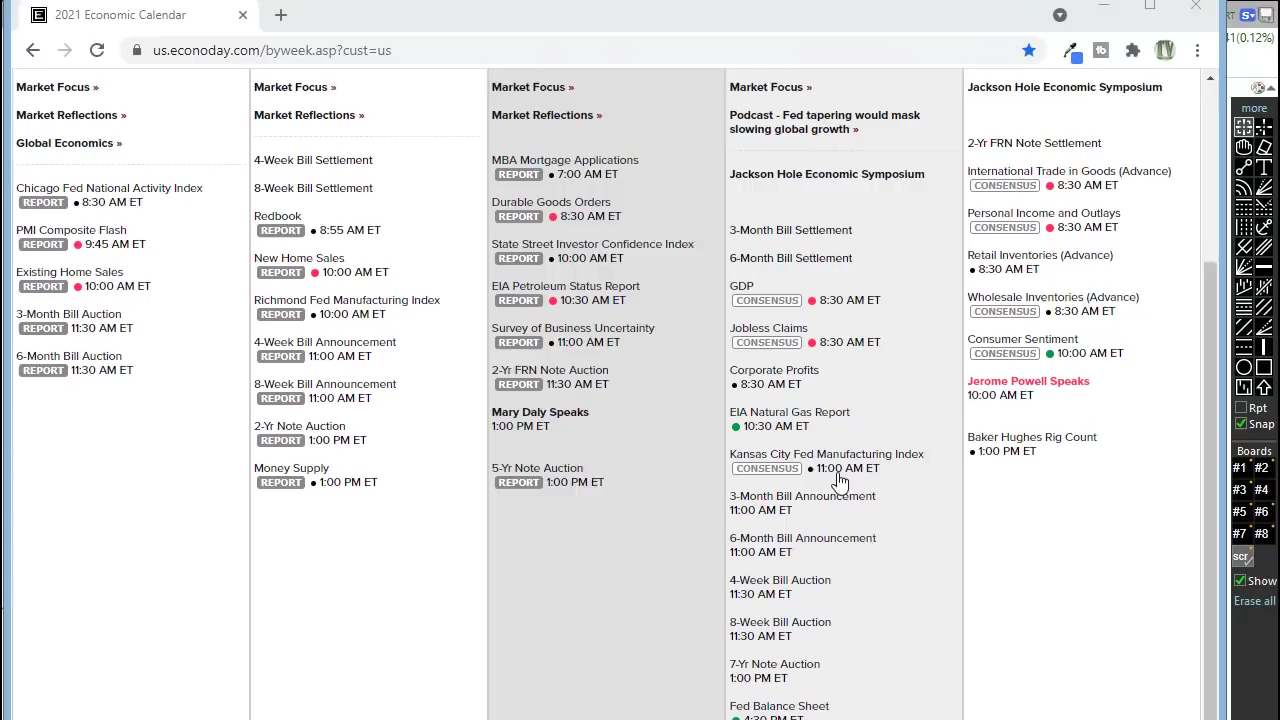 2021 Economic Calendar
us.econoday.com/byweek.asp?cust=us
41(0.12%)
Market Focus »
Market Reflections »
Global Economics »
Chicago Fed National Activity Index
REPORT 8:30 AM ET
PMI Composite Flash
REPORT 9:45 AM ET
Existing Home Sales
REPORT 10:00 AM ET
3-Month Bill Auction
REPORT 11:30 AM ET
6-Month Bill Auction
REPORT 11:30 AM ET
Market Focus »
Market Reflections »
4-Week Bill Settlement
8-Week Bill Settlement
Redbook
REPORT 8:55 AM ET
New Home Sales
REPORT 10:00 AM ET
Richmond Fed Manufacturing Index
REPORT 10:00 AM ET
4-Week Bill Announcement
REPORT 11:00 AM ET
8-Week Bill Announcement
REPORT 11:00 AM ET
2-Yr Note Auction
REPORT 1:00 PM ET
Money Supply
REPORT 1:00 PM ET
Market Focus »
Market Reflections »
MBA Mortgage Applications
REPORT 7:00 AM ET
Durable Goods Orders
REPORT 8:30 AM ET
State Street Investor Confidence Index
REPORT 10:00 AM ET
EIA Petroleum Status Report
REPORT 10:30 AM ET
Survey of Business Uncertainty
REPORT 11:00 AM ET
2-Yr FRN Note Auction
REPORT 11:30 AM ET
Mary Daly Speaks
1:00 PM ET
5-Yr Note Auction
REPORT 1:00 PM ET
Market Focus »
Podcast - Fed tapering would mask
slowing global growth »
Jackson Hole Economic Symposium
3-Month Bill Settlement
6-Month Bill Settlement
GDP
CONSENSUS 8:30 AM ET
Jobless Claims
CONSENSUS 8:30 AM ET
Corporate Profits
8:30 AM ET
EIA Natural Gas Report
10:30 AM ET
Kansas City Fed Manufacturing Index
CONSENSUS 11:00 AM ET
3-Month Bill Announcement
11:00 AM ET
6-Month Bill Announcement
11:00 AM ET
4-Week Bill Auction
11:30 AM ET
8-Week Bill Auction
11:30 AM ET
7-Yr Note Auction
1:00 PM ET
Fed Balance Sheet
4:30 PM ET
Jackson Hole Economic Symposium
2-Yr FRN Note Settlement
International Trade in Goods (Advance)
CONSENSUS 8:30 AM ET
Personal Income and Outlays
CONSENSUS 8:30 AM ET
Retail Inventories (Advance)
8:30 AM ET
Wholesale Inventories (Advance)
CONSENSUS 8:30 AM ET
Consumer Sentiment
CONSENSUS 10:00 AM ET
Jerome Powell Speaks
10:00 AM ET
Baker Hughes Rig Count
1:00 PM ET
more
Rpt
Snap
Boards
#1 #2
#3 #4
#5 #6
#7 #8
scr
Show
Erase all